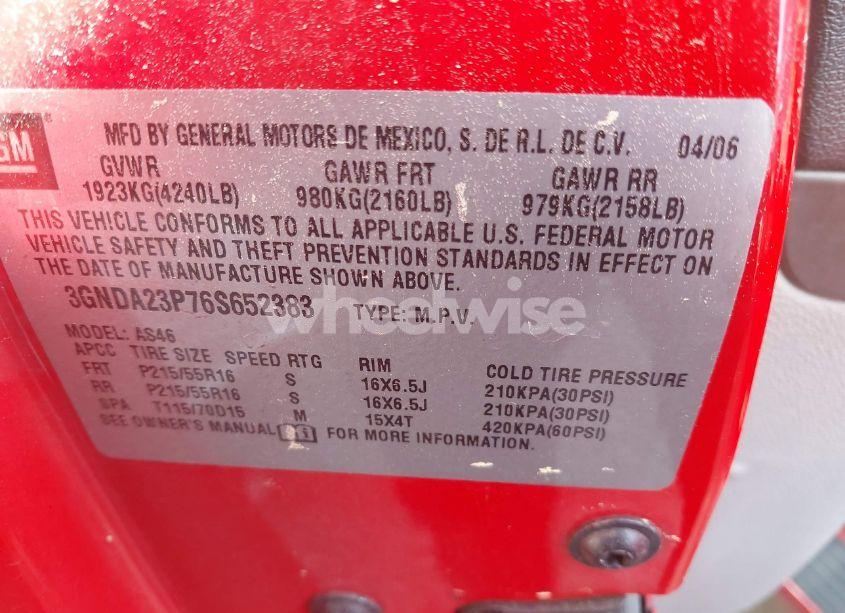 GM®
MFD BY GENERAL MOTORS DE MEXICO, S. DE R.L. DE C.V. 04/06
GVWR GAWR FRT GAWR RR
1923KG(4240LB) 980KG(2160LB) 979KG(2158LB)
THIS VEHICLE CONFORMS TO ALL APPLICABLE U.S. FEDERAL MOTOR
VEHICLE SAFETY AND THEFT PREVENTION STANDARDS IN EFFECT ON
THE DATE OF MANUFACTURE SHOWN ABOVE.
3GNDA23P76S652383 TYPE: M.P.V.
wheelwise
MODEL: AS46
APCC TIRE SIZE SPEED RTG RIM COLD TIRE PRESSURE
FRT P215/55R16 S 16X6.5J 210KPA(30PSI)
RR P215/55R16 S 16X6.5J 210KPA(30PSI)
SPA T115/70D15 M 15X4T 420KPA(60PSI)
SEE OWNER'S MANUAL FOR MORE INFORMATION.